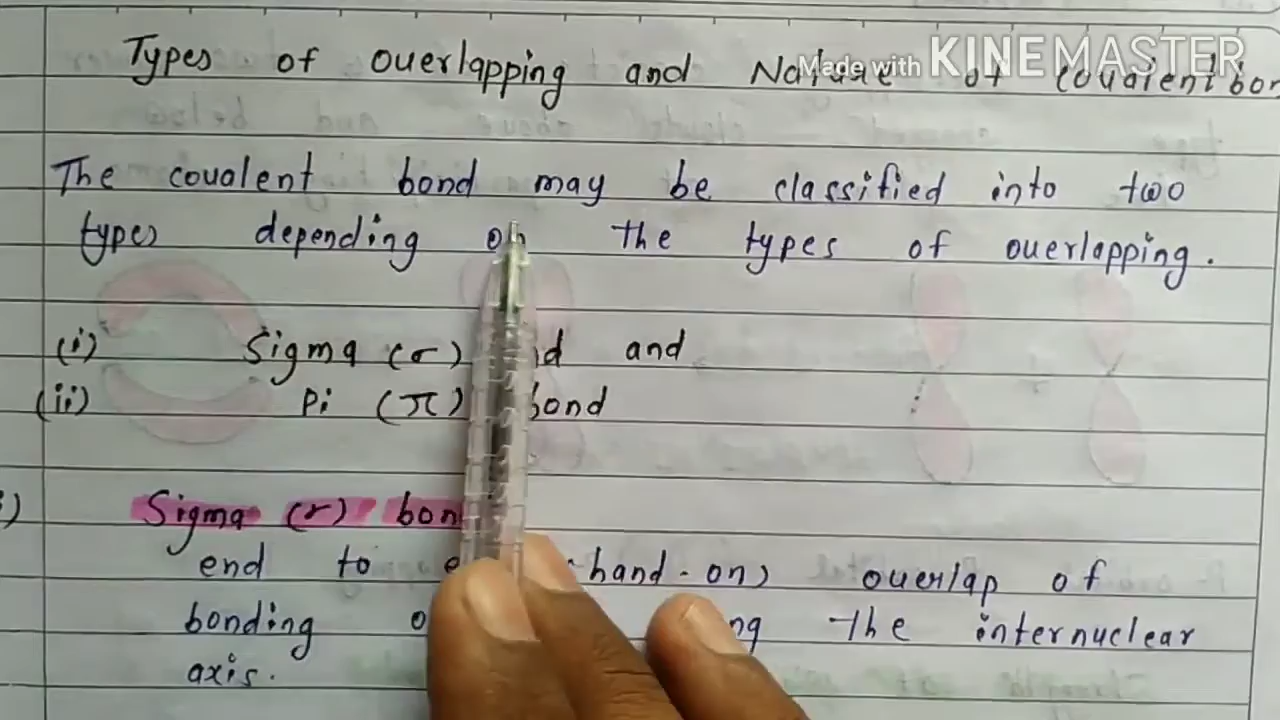 Types of overlapping and Nature of covalent bon
Made with KINEMASTER
The covalent bond may be classified into two
types depending on the types of overlapping.
(i) Sigma (σ) nd and
(ii) Pi (π) bond
Sigma (σ) bon
end to hand-on) overlap of
bonding ng the internuclear
axis.